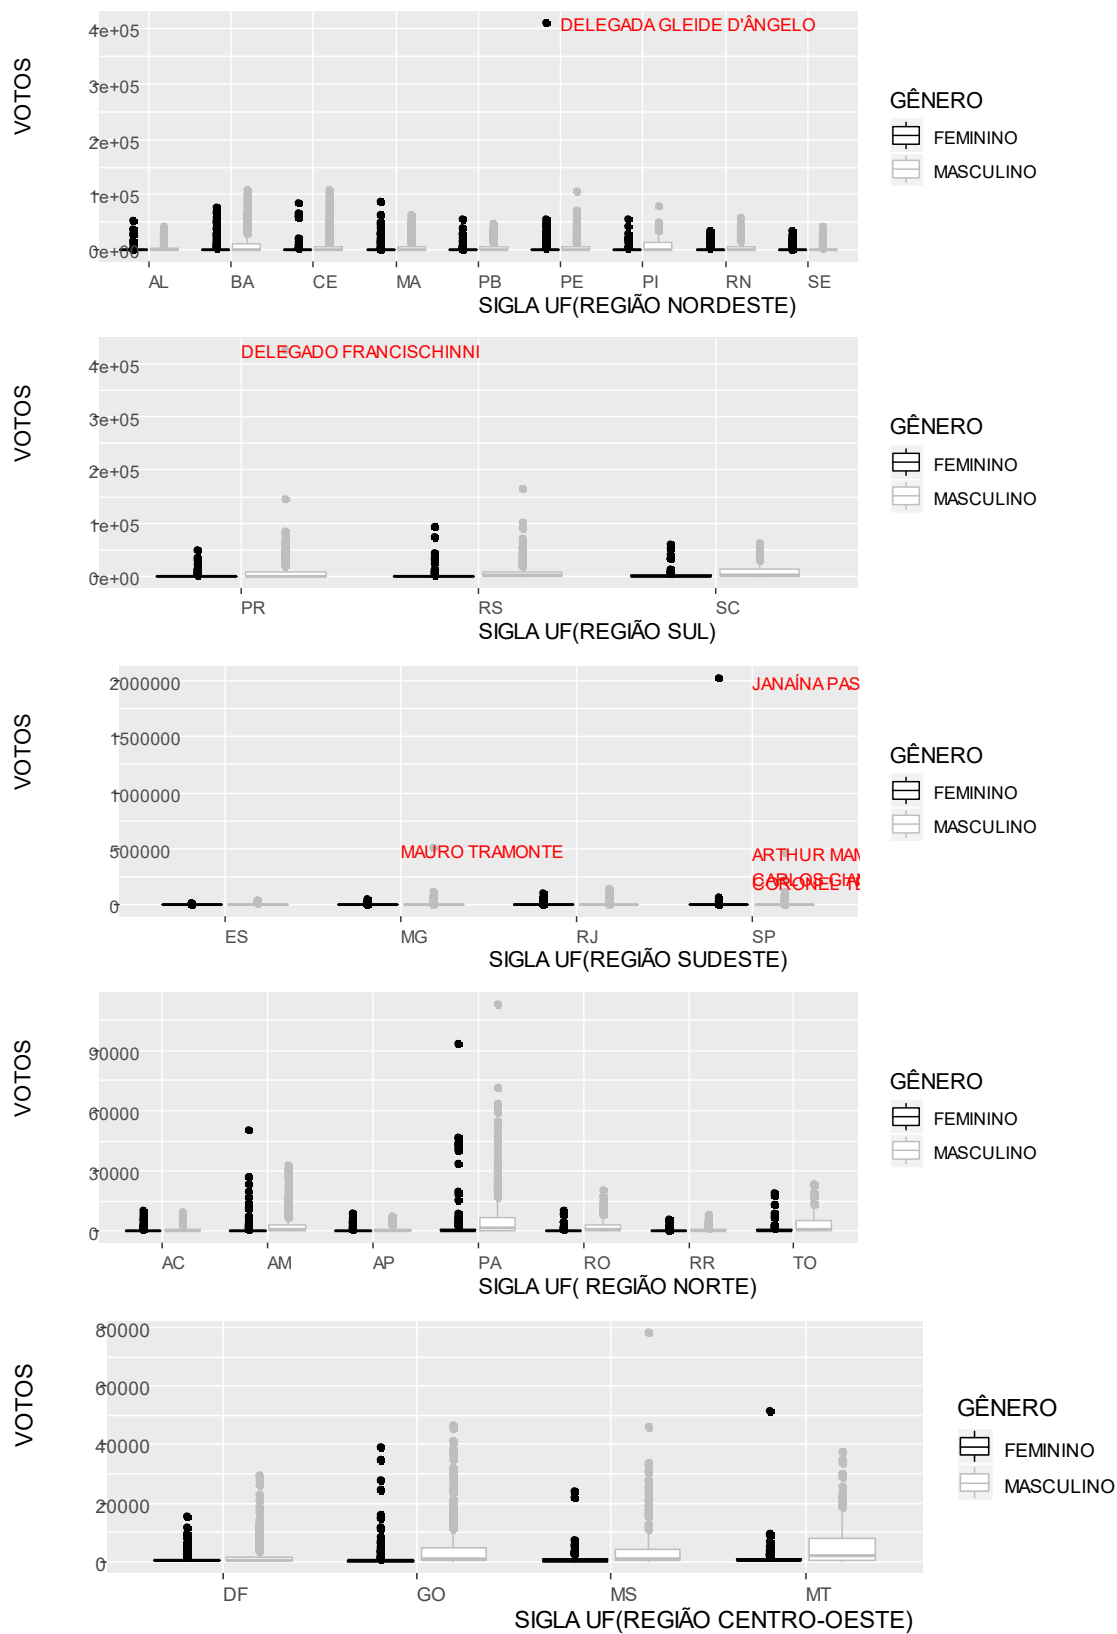 VOTOS
4e+05
3e+05
2e+05
1e+05
0e+00
DELEGADA GLEIDE D'ÂNGELO
AL BA CE MA PB PE PI RN SE
SIGLA UF(REGIÃO NORDESTE)
GÊNERO
FEMININO
MASCULINO
VOTOS
4e+05
3e+05
2e+05
1e+05
0e+00
DELEGADO FRANCISCHINNI
PR RS SC
SIGLA UF(REGIÃO SUL)
GÊNERO
FEMININO
MASCULINO
VOTOS
2000000
1500000
1000000
500000
0
JANAÍNA PAS
MAURO TRAMONTE
ARTHUR MAM
CARLOS GIAN
CORONEL TE
ES MG RJ SP
SIGLA UF(REGIÃO SUDESTE)
GÊNERO
FEMININO
MASCULINO
VOTOS
90000
60000
30000
0
AC AM AP PA RO RR TO
SIGLA UF( REGIÃO NORTE)
GÊNERO
FEMININO
MASCULINO
VOTOS
80000
60000
40000
20000
0
DF GO MS MT
SIGLA UF(REGIÃO CENTRO-OESTE)
GÊNERO
FEMININO
MASCULINO